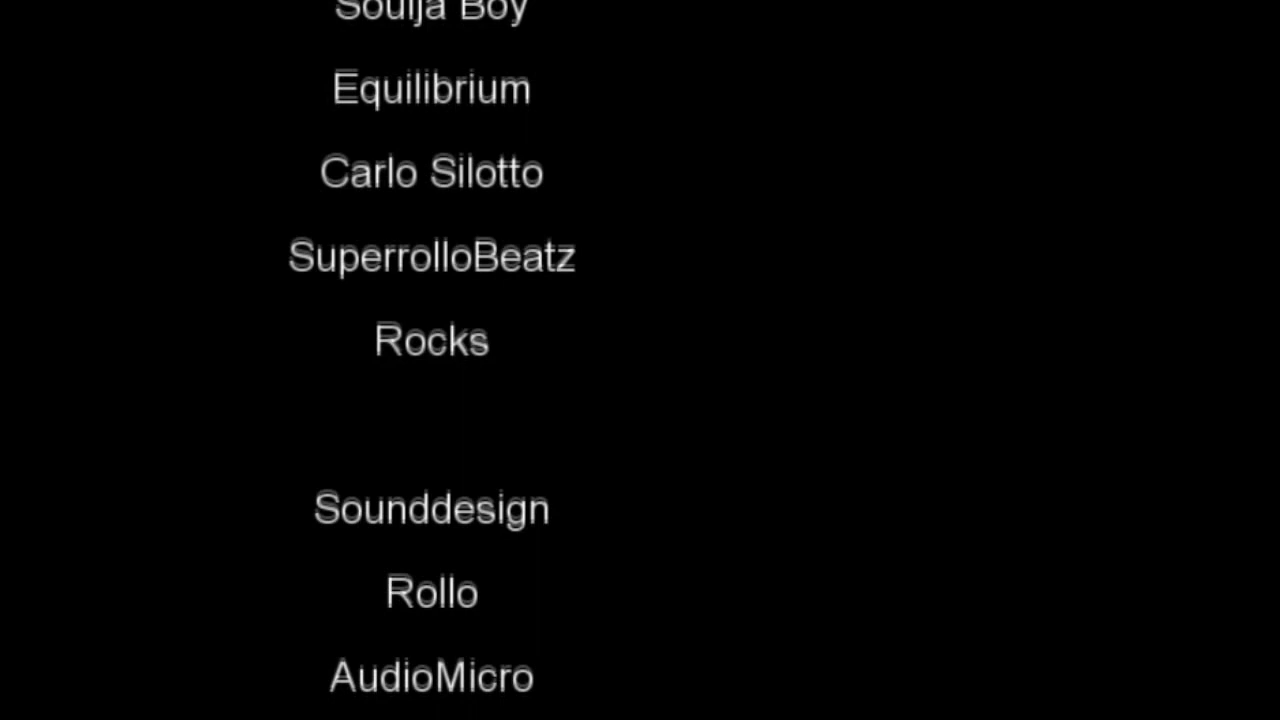 Soulja Boy
Equilibrium
Carlo Silotto
SuperrolloBeatz
Rocks
Sounddesign
Rollo
AudioMicro